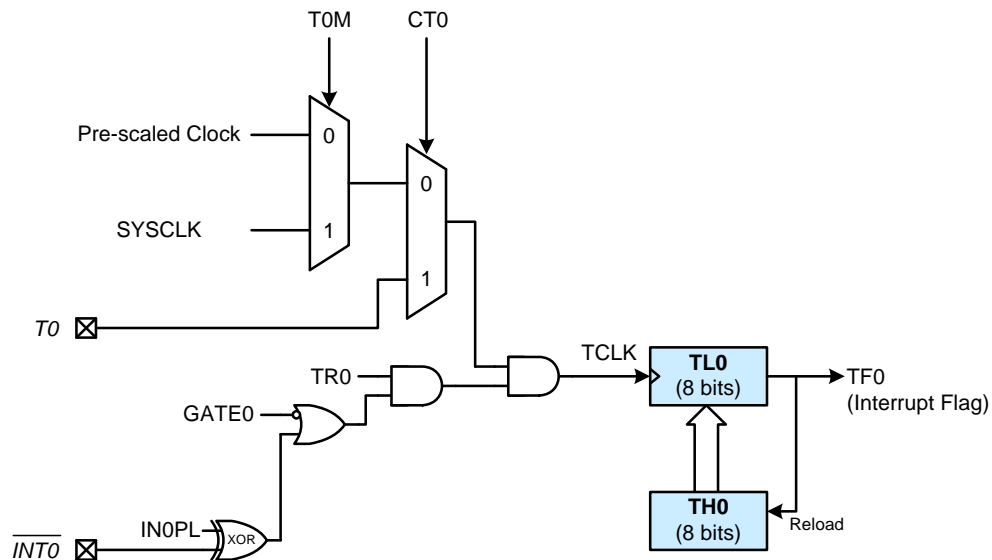 T0M
CT0
Pre-scaled Clock
0
0
SYSCLK
1
1
T0
TR0
TCLK
TL0
(8 bits)
TF0
(Interrupt Flag)
GATE0
IN0PL
XOR
TH0
(8 bits)
Reload
INT0